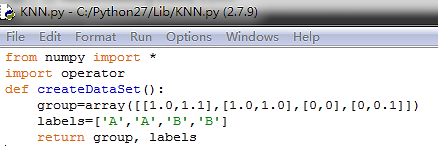 KNN.py - C:/Python27/Lib/KNN.py (2.7.9)
File Edit Format Run Options Windows Help
from numpy import *
import operator
def createDataSet():
    group=array([[1.0,1.1],[1.0,1.0],[0,0],[0,0.1]])
    labels=['A','A','B','B']
    return group, labels